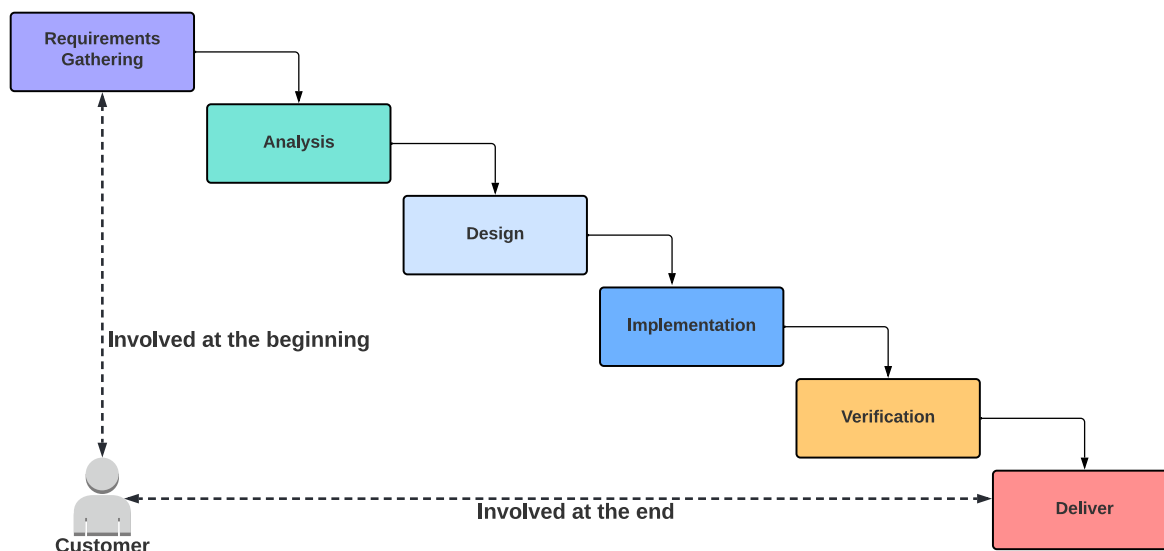 Requirements
Gathering
Analysis
Design
Implementation
Involved at the beginning
Verification
Deliver
Involved at the end
Customer